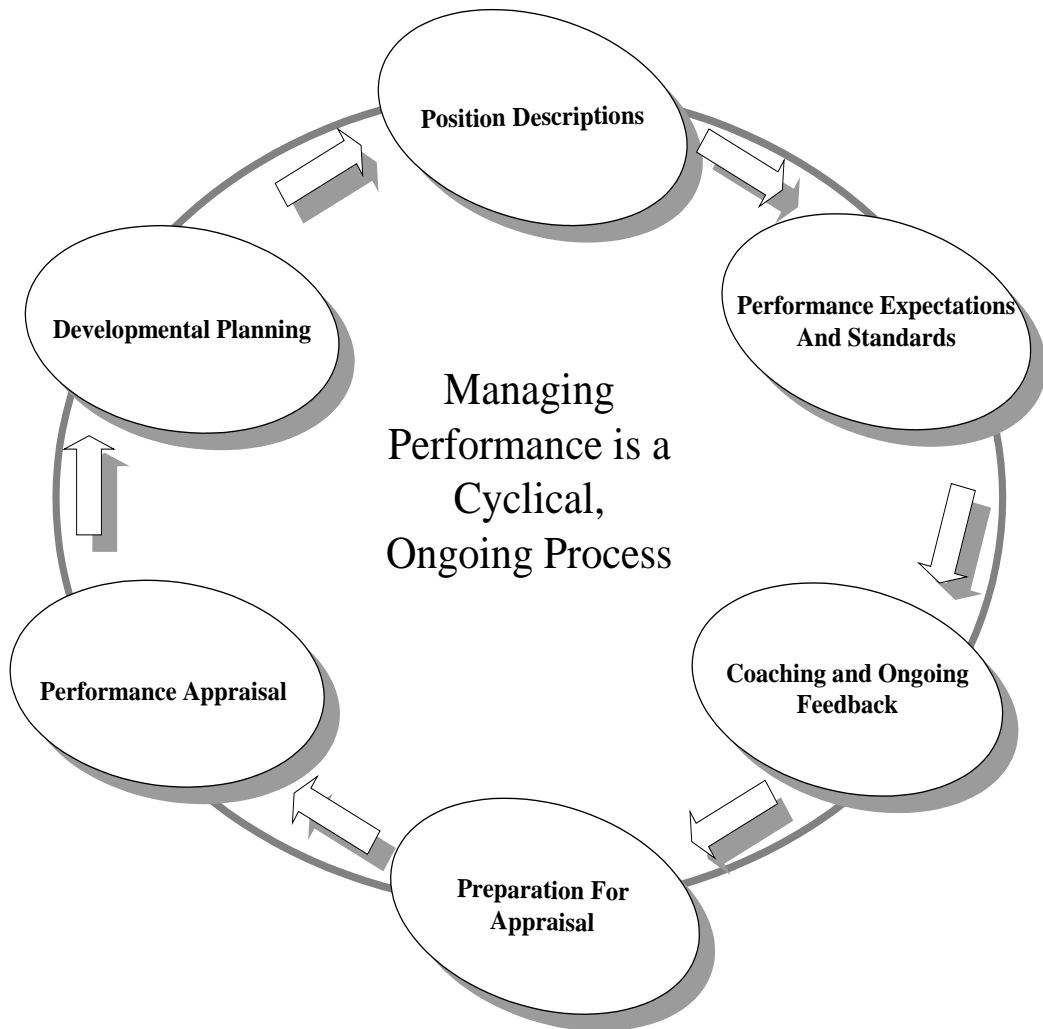 Position Descriptions
Performance Expectations
And Standards
Developmental Planning
Managing
Performance is a
Cyclical,
Ongoing Process
Coaching and Ongoing
Feedback
Performance Appraisal
Preparation For
Appraisal